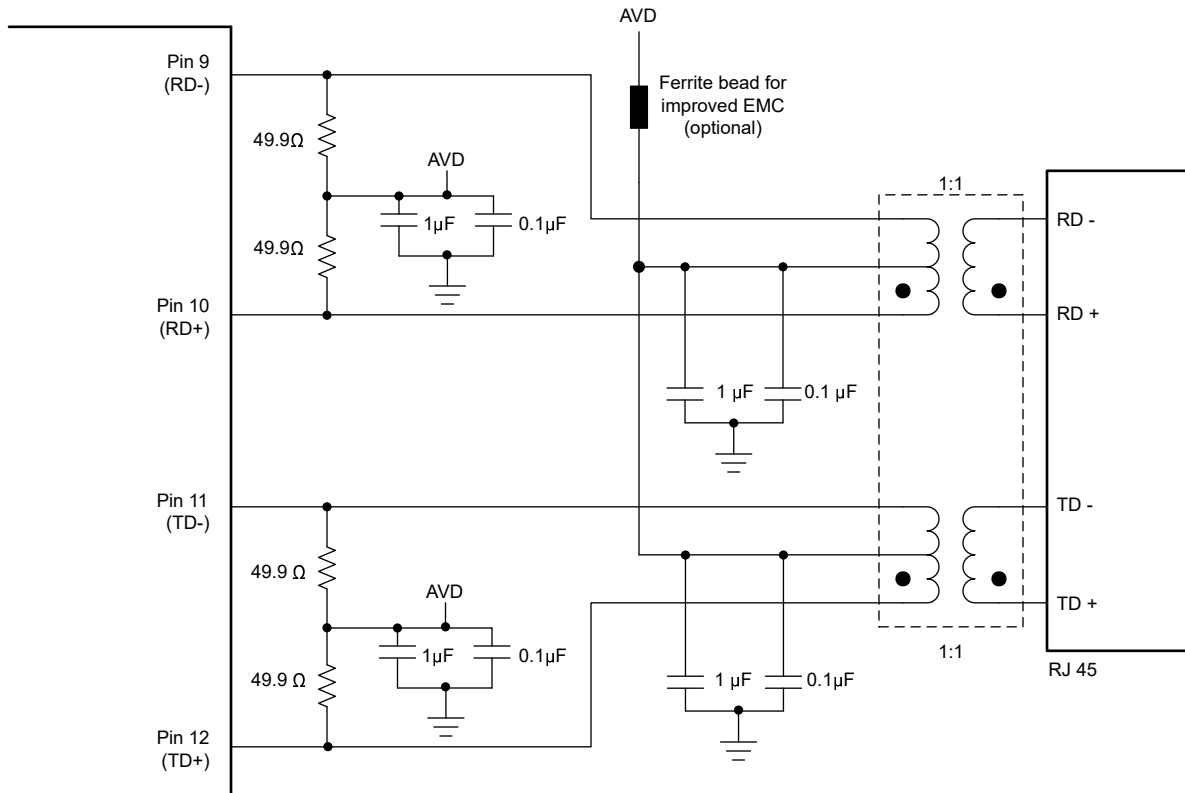 AVD
Pin 9
(RD-)
Ferrite bead for
improved EMC
(optional)
49.9Ω
AVD
1:1
1µF
0.1µF
RD -
49.9Ω
Pin 10
(RD+)
RD +
1 µF
0.1 µF
Pin 11
(TD-)
TD -
49.9 Ω
AVD
TD +
1µF
0.1µF
1:1
RJ 45
49.9 Ω
1 µF
0.1µF
Pin 12
(TD+)